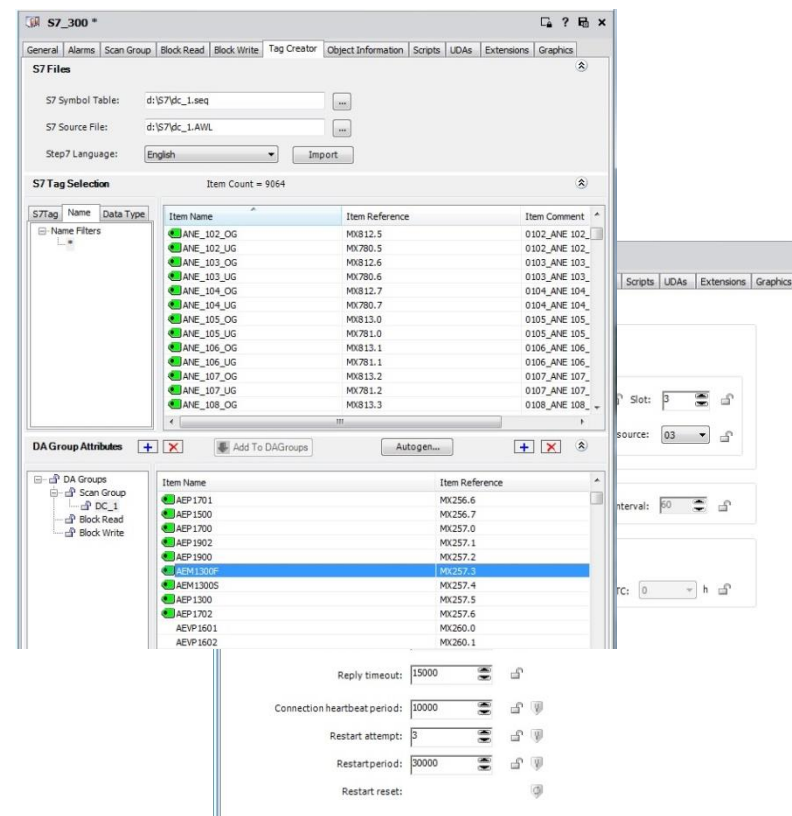 S7_300 *
General Alarms Scan Group Block Read Block Write Tag Creator Object Information Scripts UDAs Extensions Graphics
S7 Files
S7 Symbol Table: d:\S7\dc_1.seq ...
S7 Source File: d:\S7\dc_1.AWL ...
Step7 Language: English Import
S7 Tag Selection Item Count = 9064
S7Tag Name Data Type
Name Filters
*
Item Name Item Reference Item Comment
ANE_102_OG MX812.5 0102_ANE 102_
ANE_102_UG MX780.5 0102_ANE 102_
ANE_103_OG MX812.6 0103_ANE 103_
ANE_103_UG MX780.6 0103_ANE 103_
ANE_104_OG MX812.7 0104_ANE 104_
ANE_104_UG MX780.7 0104_ANE 104_
ANE_105_OG MX813.0 0105_ANE 105_
ANE_105_UG MX781.0 0105_ANE 105_
ANE_106_OG MX813.1 0106_ANE 106_
ANE_106_UG MX781.1 0106_ANE 106_
ANE_107_OG MX813.2 0107_ANE 107_
ANE_107_UG MX781.2 0107_ANE 107_
ANE_108_OG MX813.3 0108_ANE 108_
DA Group Attributes Add To DAGroups Autogen...
DA Groups
Scan Group
DC_1
Block Read
Block Write
Item Name Item Reference
AEP1701 MX256.6
AEP1500 MX256.7
AEP1700 MX257.0
AEP1902 MX257.1
AEP1900 MX257.2
AEM1300F MX257.3
AEM1300S MX257.4
AEP1300 MX257.5
AEP1702 MX257.6
AEVP1601 MX260.0
AEVP1602 MX260.1
Scripts UDAs Extensions Graphics
Slot: 3
source: 03
nterval: 60
TC: 0 h
Reply timeout: 15000
Connection heartbeat period: 10000
Restart attempt: 3
Restart period: 30000
Restart reset: